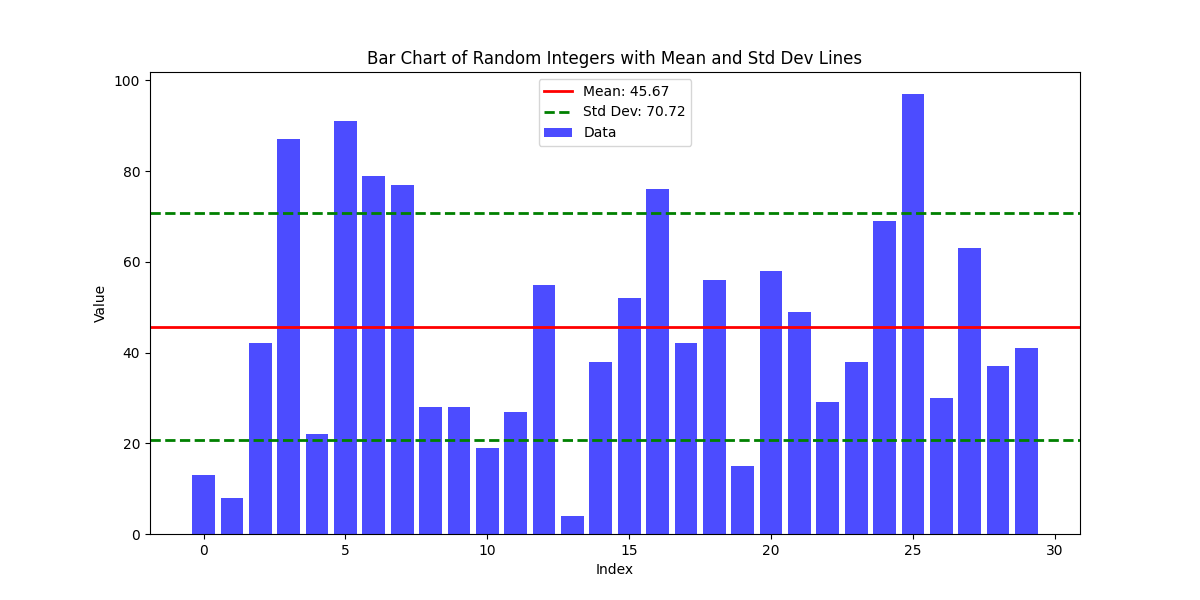 Bar Chart of Random Integers with Mean and Std Dev Lines
100
80
60
40
20
0
Value
Mean: 45.67
Std Dev: 70.72
Data
0 5 10 15 20 25 30
Index